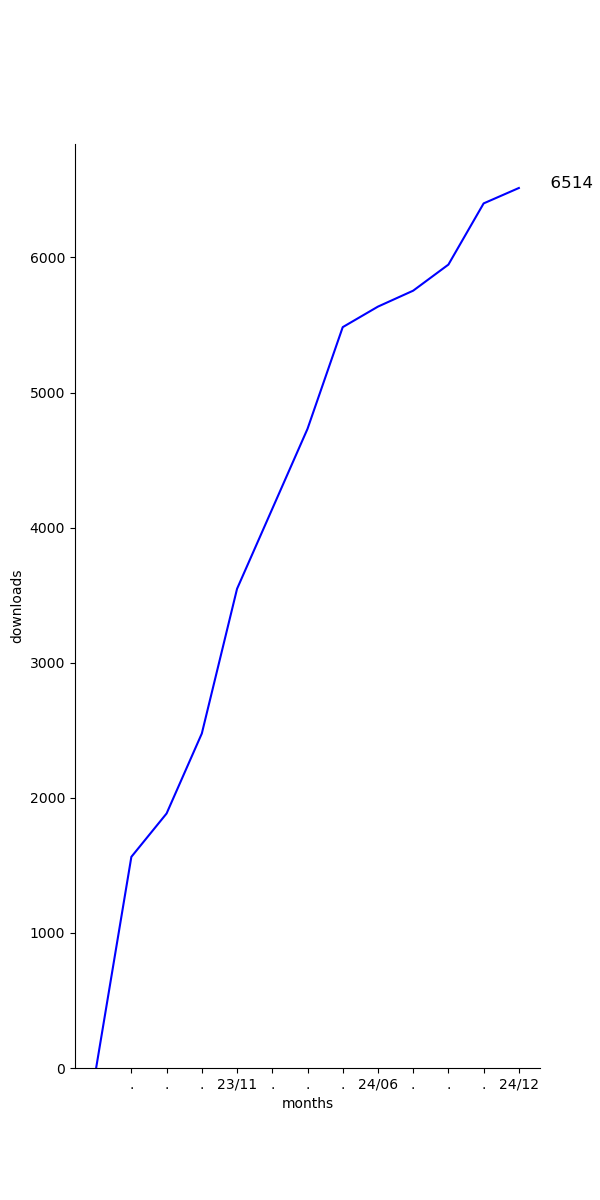 6514
6000
5000
4000
3000
2000
1000
0
downloads
. . . 23/11 . . . 24/06 . . . 24/12
months